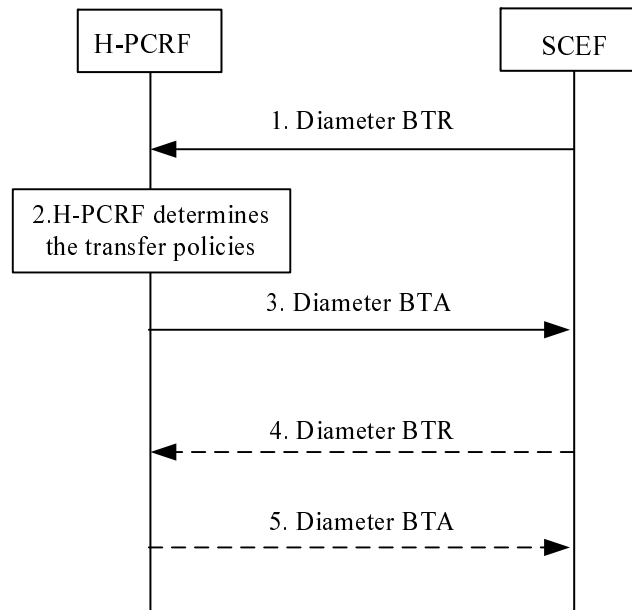 H-PCRF
SCEF
1. Diameter BTR
2.H-PCRF determines
the transfer policies
3. Diameter BTA
4. Diameter BTR
5. Diameter BTA